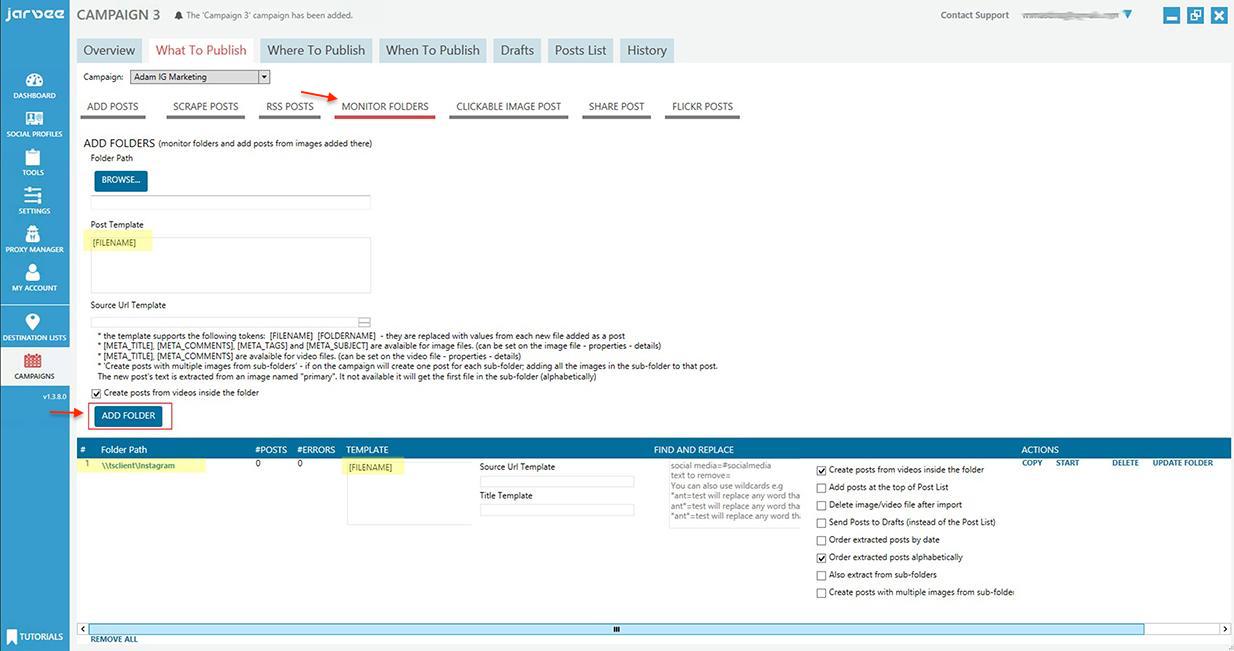 jarvee
CAMPAIGN 3
The 'Campaign 3' campaign has been added.
Contact Support
Overview
What To Publish
Where To Publish
When To Publish
Drafts
Posts List
History
Campaign:
Adam IG Marketing
ADD POSTS
SCRAPE POSTS
RSS POSTS
MONITOR FOLDERS
CLICKABLE IMAGE POST
SHARE POST
FLICKR POSTS
DASHBOARD
SOCIAL PROFILES
TOOLS
SETTINGS
PROXY MANAGER
MY ACCOUNT
DESTINATION LISTS
CAMPAIGNS
v1.3.8.0
TUTORIALS
ADD FOLDERS (monitor folders and add posts from images added there)
Folder Path
BROWSE...
Post Template
[FILENAME]
Source Url Template
* the template supports the following tokens: [FILENAME] [FOLDERNAME] - they are replaced with values from each new file added as a post
* [META_TITLE], [META_COMMENTS], [META_TAGS] and [META_SUBJECT] are avaialble for image files. (can be set on the image file - properties - details)
* [META_TITLE], [META_COMMENTS] are avaialble for video files. (can be set on the video file - properties - details)
* 'Create posts with multiple images from sub-folders' - if on the campaign will create one post for each sub-folder; adding all the images in the sub-folder to that post.
The new post's text is extracted from an image named "primary". It not available it will get the first file in the sub-folder (alphabetically)
Create posts from videos inside the folder
ADD FOLDER
# Folder Path #POSTS #ERRORS TEMPLATE FIND AND REPLACE ACTIONS
1 \\tsclient\Instagram 0 0 [FILENAME]
Source Url Template
Title Template
social media=#socialmedia
text to remove=
You can also use wildcards e.g
*ant=test will replace any word tha
ant*=test will replace any word tha
*ant*=test will replace any word tha
Create posts from videos inside the folder
Add posts at the top of Post List
Delete image/video file after import
Send Posts to Drafts (instead of the Post List)
Order extracted posts by date
Order extracted posts alphabetically
Also extract from sub-folders
Create posts with multiple images from sub-folder
COPY START DELETE UPDATE FOLDER
REMOVE ALL